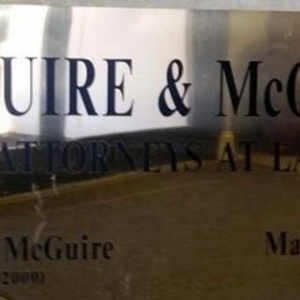 UIRE & McG
ATTORNEYS AT LA
McGuire Ma
2000)